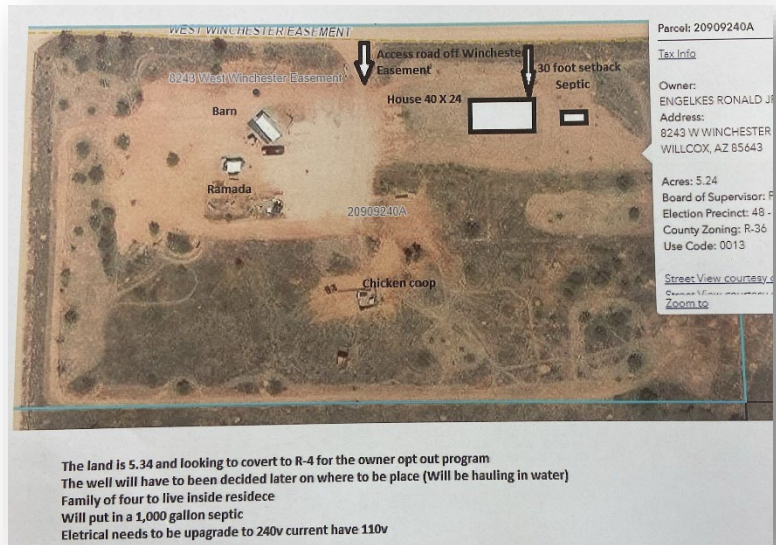 WEST WINCHESTER EASEMENT
Access road off Winchester
Easement
8243 West Winchester Easement
30 foot setback
Septic
House 40 X 24
Barn
Ramada
20909240A
Chicken coop
Parcel: 20909240A
Tax Info
Owner:
ENGELKES RONALD
Address:
8243 W WINCHESTER
WILLCOX, AZ 85643
Acres: 5.24
Board of Supervisor:
Election Precinct: 48 -
County Zoning: R-36
Use Code: 0013
Street View courtesy
Zoom to
The land is 5.34 and looking to covert to R-4 for the owner opt out program
The well will have to been decided later on where to be place (Will be hauling in water)
Family of four to live inside residece
Will put in a 1,000 gallon septic
Eletrical needs to be upagrade to 240v current have 110v